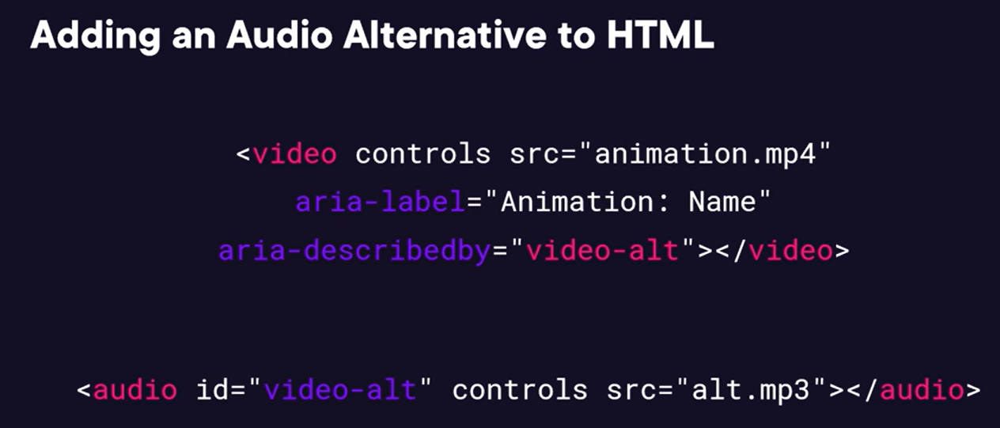 Adding an Audio Alternative to HTML
<video controls src="animation.mp4"
aria-label="Animation: Name"
aria-describedby="video-alt"></video>
<audio id="video-alt" controls src="alt.mp3"></audio>